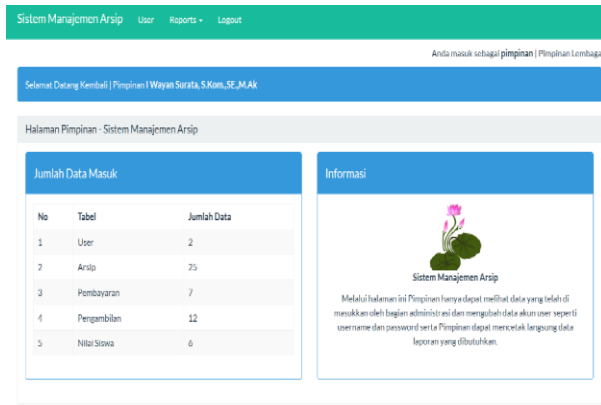 Sistem Manajemen Arsip User Reports Logout
Anda masuk sebagai pimpinan | Pimpinan Lembaga
Selamat Datang Kembali | Pimpinan I Wayan Surata, S.Kom.,SE.,M.Ak
Halaman Pimpinan - Sistem Manajemen Arsip
Jumlah Data Masuk
No Tabel Jumlah Data
1 User 2
2 Arsip 25
3 Pembayaran 7
4 Pengambilan 12
5 Nilai Siswa 6
Informasi
Sistem Manajemen Arsip
Melalui halaman ini Pimpinan hanya dapat melihat data yang telah di
masukkan oleh bagian administrasi dan mengubah data akun user seperti
username dan password serta Pimpinan dapat mencetak langsung data
laporan yang dibutuhkan.